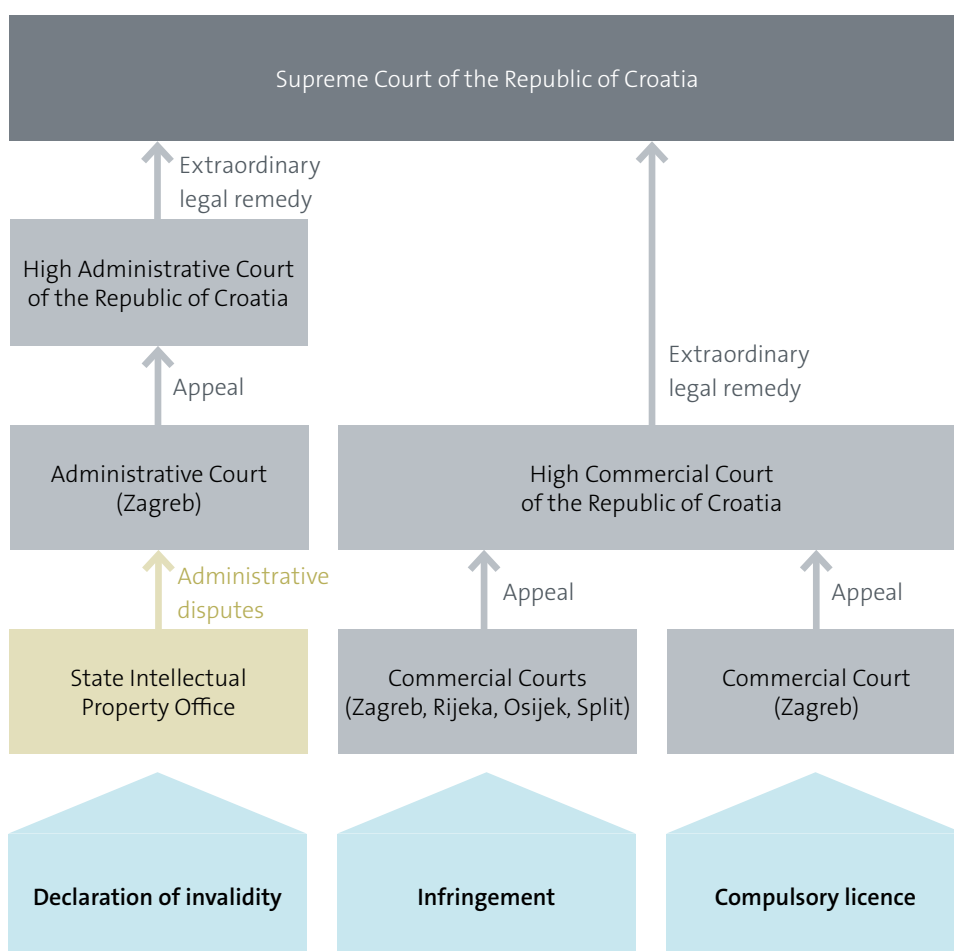 Supreme Court of the Republic of Croatia
Extraordinary
legal remedy
High Administrative Court
of the Republic of Croatia
Extraordinary
legal remedy
Appeal
Administrative Court
(Zagreb)
High Commercial Court
of the Republic of Croatia
Administrative
disputes
Appeal
Appeal
State Intellectual
Property Office
Commercial Courts
(Zagreb, Rijeka, Osijek, Split)
Commercial Court
(Zagreb)
Declaration of invalidity
Infringement
Compulsory licence